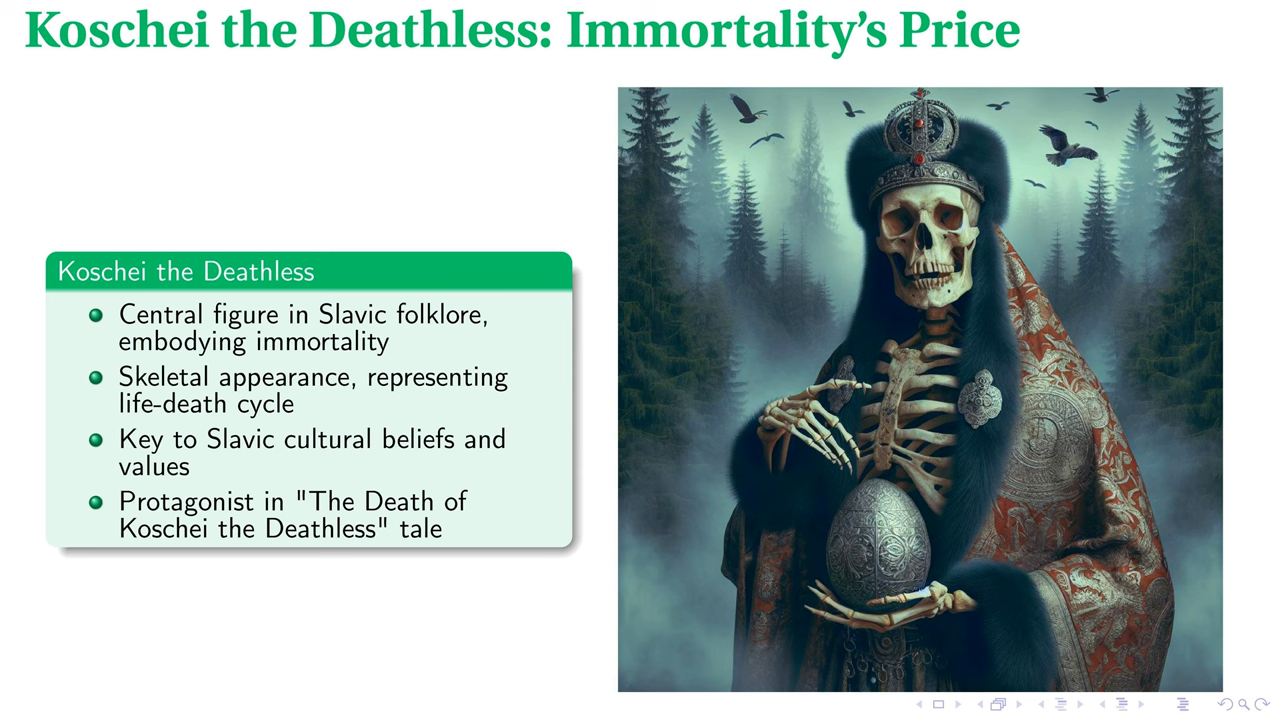 Koschei the Deathless: Immortality’s Price
Koschei the Deathless
Central figure in Slavic folklore,
embodying immortality
Skeletal appearance, representing
life-death cycle
Key to Slavic cultural beliefs and
values
Protagonist in "The Death of
Koschei the Deathless" tale